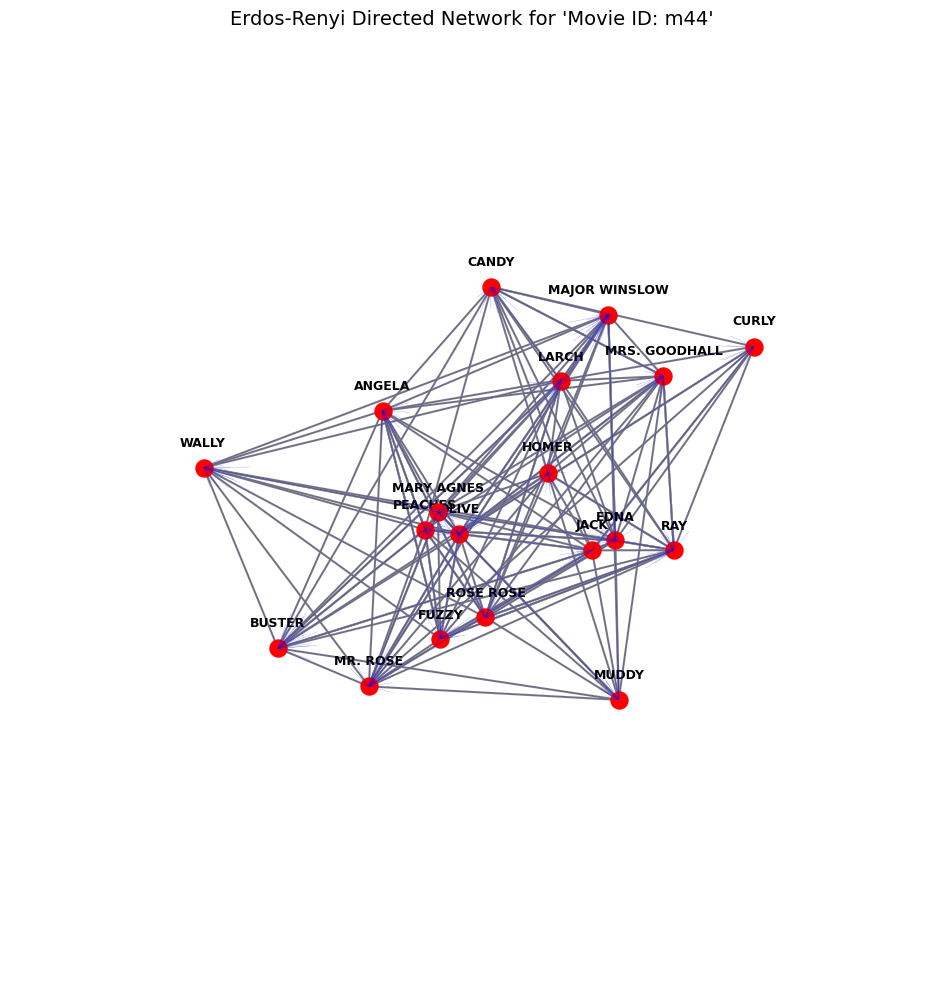 Erdos-Renyi Directed Network for 'Movie ID: m44'
CANDY
MAJOR WINSLOW
CURLY
MRS. GOODHALL
LARCH
ANGELA
WALLY
HOMER
MARY AGNES
PEACHES
OLIVE
EDNA
JACK
RAY
ROSE ROSE
FUZZY
BUSTER
MR. ROSE
MUDDY